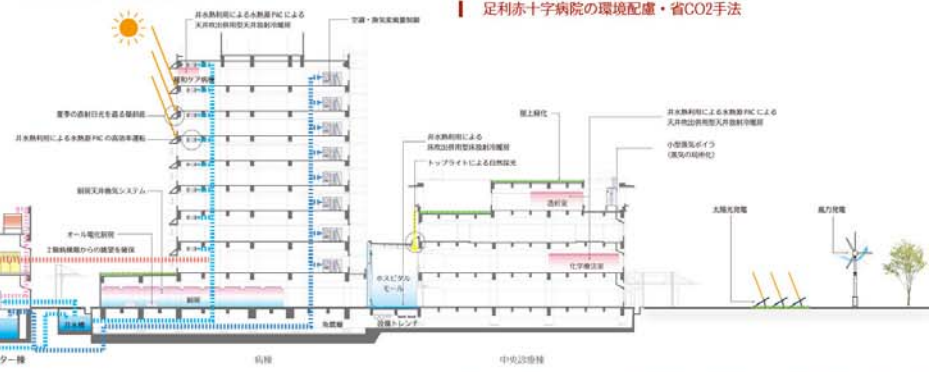 足利赤十字病院の環境配慮・省CO2手法
井水熱利用による水熱源PACによる
天井吹出併用型天井放射冷暖房
空調・換気変風量制御
緩和ケア病棟
夏季の直射日光を遮る傾斜庇
井水熱利用による水熱源PACの高効率運転
厨房天井換気システム
オール電化厨房
2階病棟階からの眺望を確保
厨房
井水槽
免震層
設備トレンチ
ホスピタル
モール
井水熱利用による
床吹出併用型床放射冷暖房
トップライトによる自然採光
屋上緑化
井水熱利用による水熱源PACによる
天井吹出併用型天井放射冷暖房
小型蒸気ボイラ
(蒸気の局所化)
透析室
化学療法室
太陽光発電
風力発電
ター棟
病棟
中央診療棟